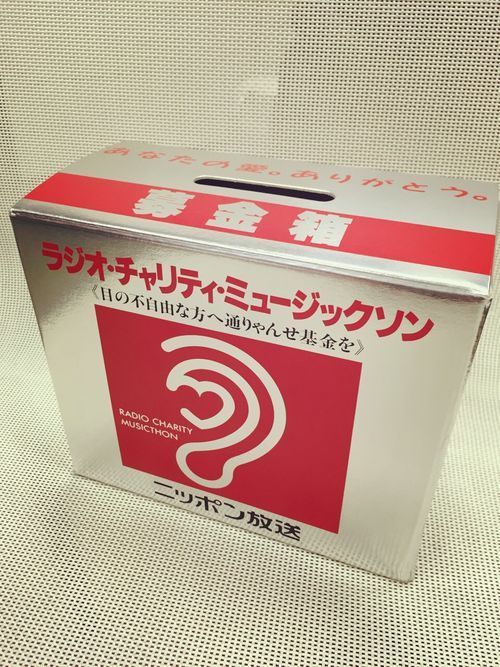 あなたの愛。ありがとう。
募金箱
ラジオ・チャリティ・ミュージックソン
《目の不自由な方へ通りゃんせ基金を》
RADIO CHARITY
MUSICTHON
ニッポン放送